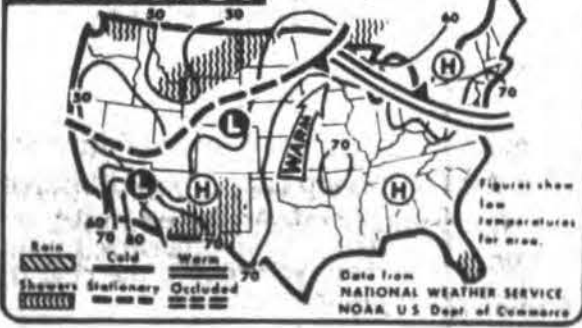 50
30
60
50
H
70
L
WARM
70
L
H
H
Figures show
low
temperatures
for area.
60
70
80
70
70
Rain
Cold
Warm
Showers
Stationary
Occluded
Data from
NATIONAL WEATHER SERVICE
NOAA, U.S. Dept. of Commerce